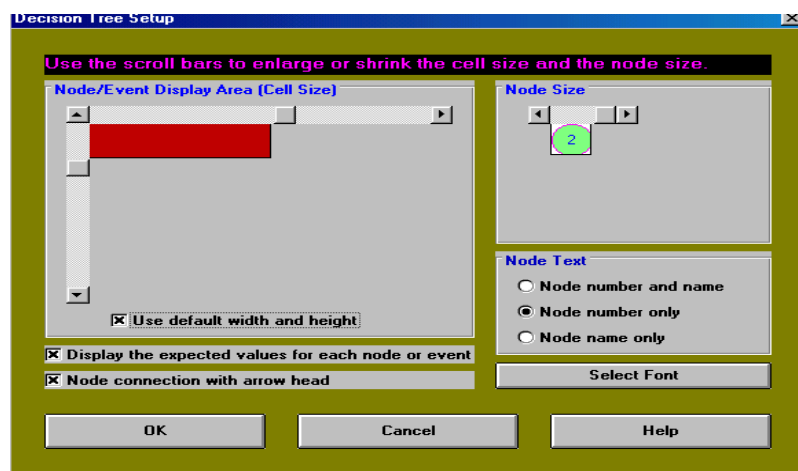 Decision Tree Setup
Use the scroll bars to enlarge or shrink the cell size and the node size.
Node/Event Display Area (Cell Size)
Use default width and height
Display the expected values for each node or event
Node connection with arrow head
Node Size
2
Node Text
Node number and name
Node number only
Node name only
Select Font
OK
Cancel
Help